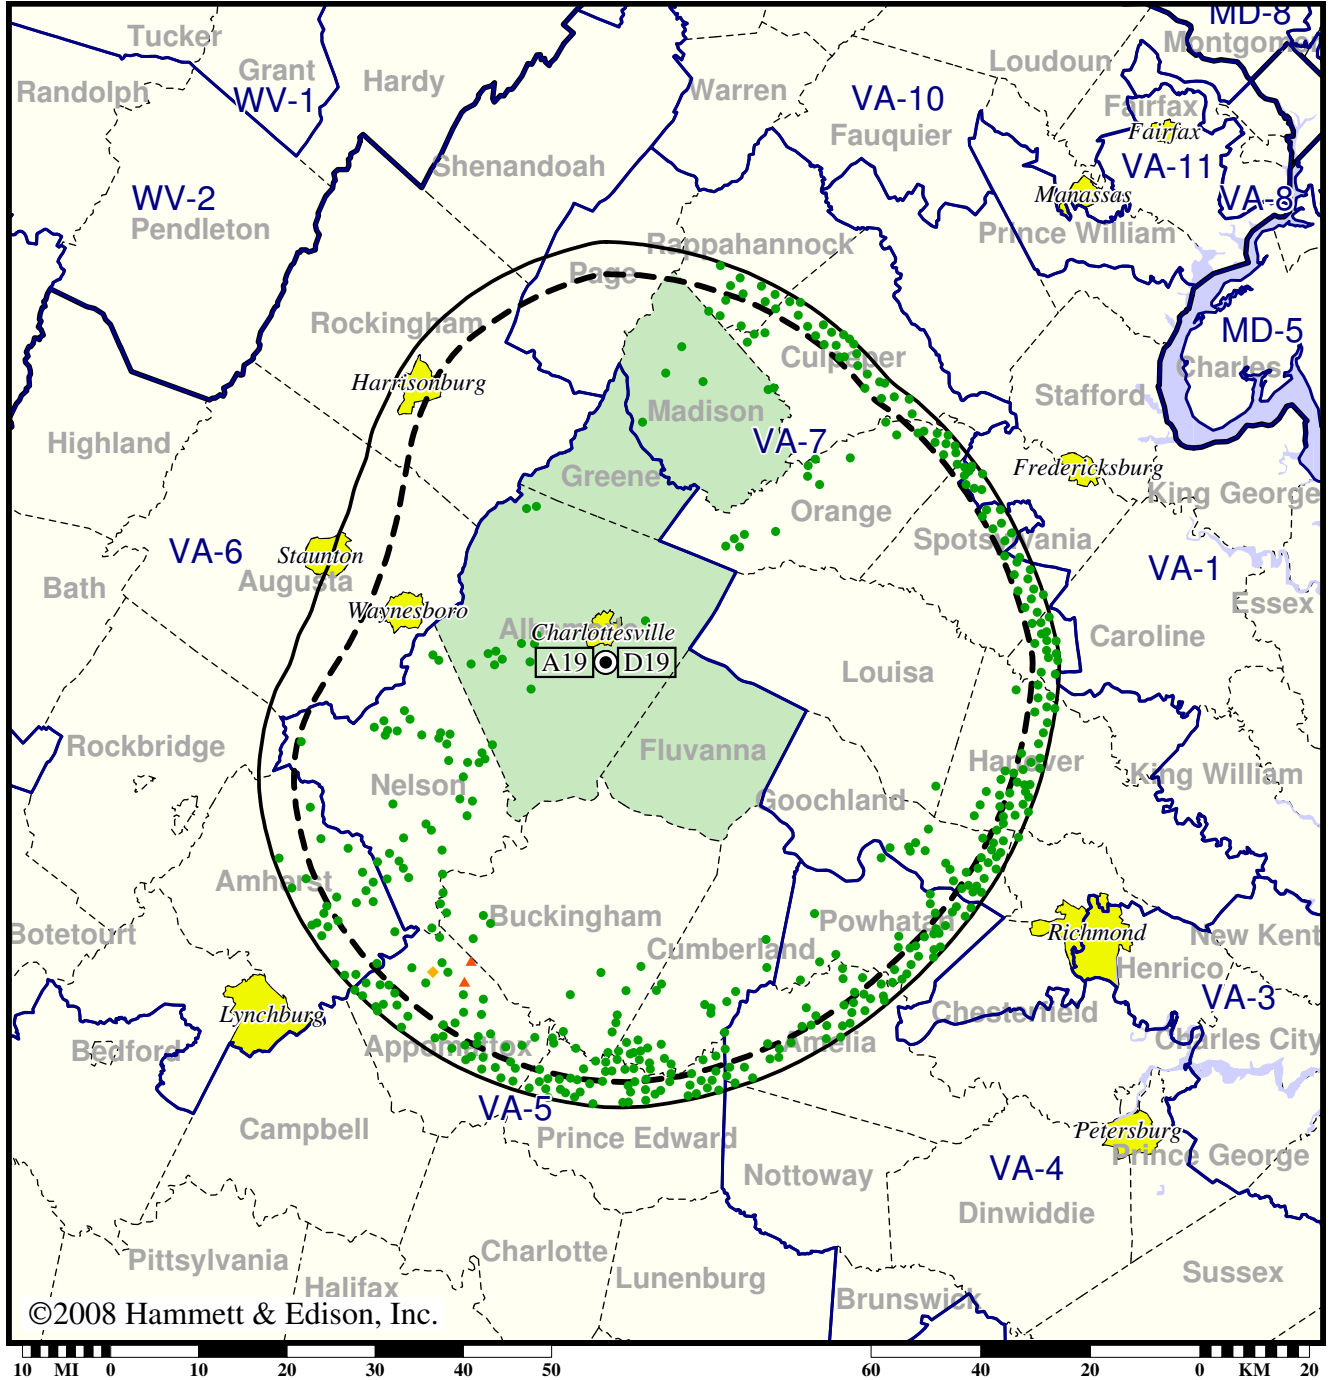 MD-8
Tucker
Montgome
Grant
Loudoun
Hardy
Randolph
Warren
WV-1
VA-10
Fairfax
Fairfax
Fauquier
Shenandoah
VA-11
WV-2
Manassas
VA-8
Pendleton
Prince William
Rappahannock
Page
Rockingham
MD-5
Culpeper
Charles
Harrisonburg
Stafford
Madison
Highland
VA-7
Fredericksburg
Greene
King George
Orange
Spotsylvania
VA-6
Staunton
Augusta
VA-1
Bath
Essex
Waynesboro
Albemarle
Charlottesville
Caroline
A19
D19
Louisa
Rockbridge
Fluvanna
Hanover
King William
Nelson
Goochland
Amherst
Buckingham
Powhatan
Botetourt
Richmond
New Kent
Cumberland
Henrico
VA-3
Lynchburg
Chesterfield
Bedford
Appomattox
Amelia
Charles City
VA-5
Campbell
Prince Edward
Petersburg
Prince George
Nottoway
VA-4
Dinwiddie
Pittsylvania
Charlotte
Halifax
Lunenburg
Sussex
Brunswick
©2008 Hammett & Edison, Inc.
10 MI 0 10 20 30 40 50 60 40 20 0 KM 20